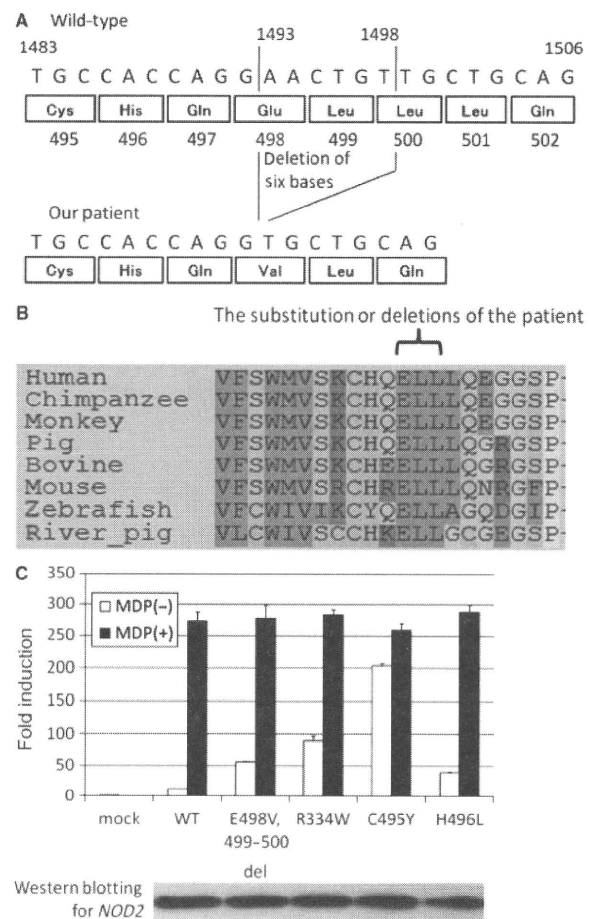 A Wild-type
1493 1498
1483 1506
T G C C A C C A G G A A C T G T T G C T G C A G
Cys His Gln Glu Leu Leu Leu Gln
495 496 497 498 499 500 501 502
Deletion of
six bases
Our patient
T G C C A C C A G G T G C T G C A G
Cys His Gln Val Leu Gln
B
The substitution or deletions of the patient
Human VFSWMVSKCHQELLLQEGGSP-
Chimpanzee VFSWMVSKCHQELLLQEGGSP-
Monkey VFSWMVSKCHQELLLQEGGSP-
Pig VFSWMVSKCHQELLLQGRGSP-
Bovine VFSWMVSKCHEELLLQGRGSP-
Mouse VFSWMVSRCHRELLLQNRGFP-
Zebrafish VFSWIVIKCYQELLAGQDGIP-
River_pig VLCWIVSCCHKELLGCGEGSP-
C
350
300
250
200
150
100
50
0
Fold induction
MDP(−)
MDP(+)
mock WT E498V, R334W C495Y H496L
499-500
del
Western blotting
for NOD2